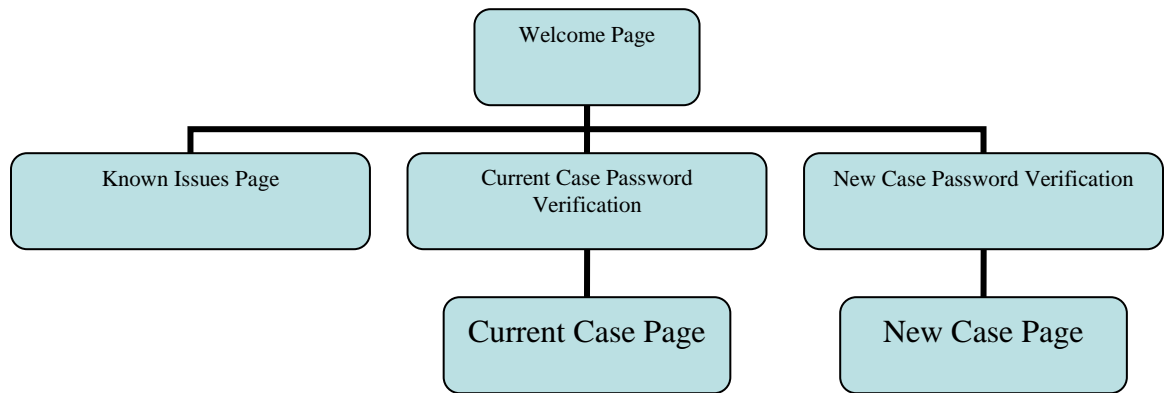 Welcome Page
Known Issues Page
Current Case Password
Verification
New Case Password Verification
Current Case Page
New Case Page